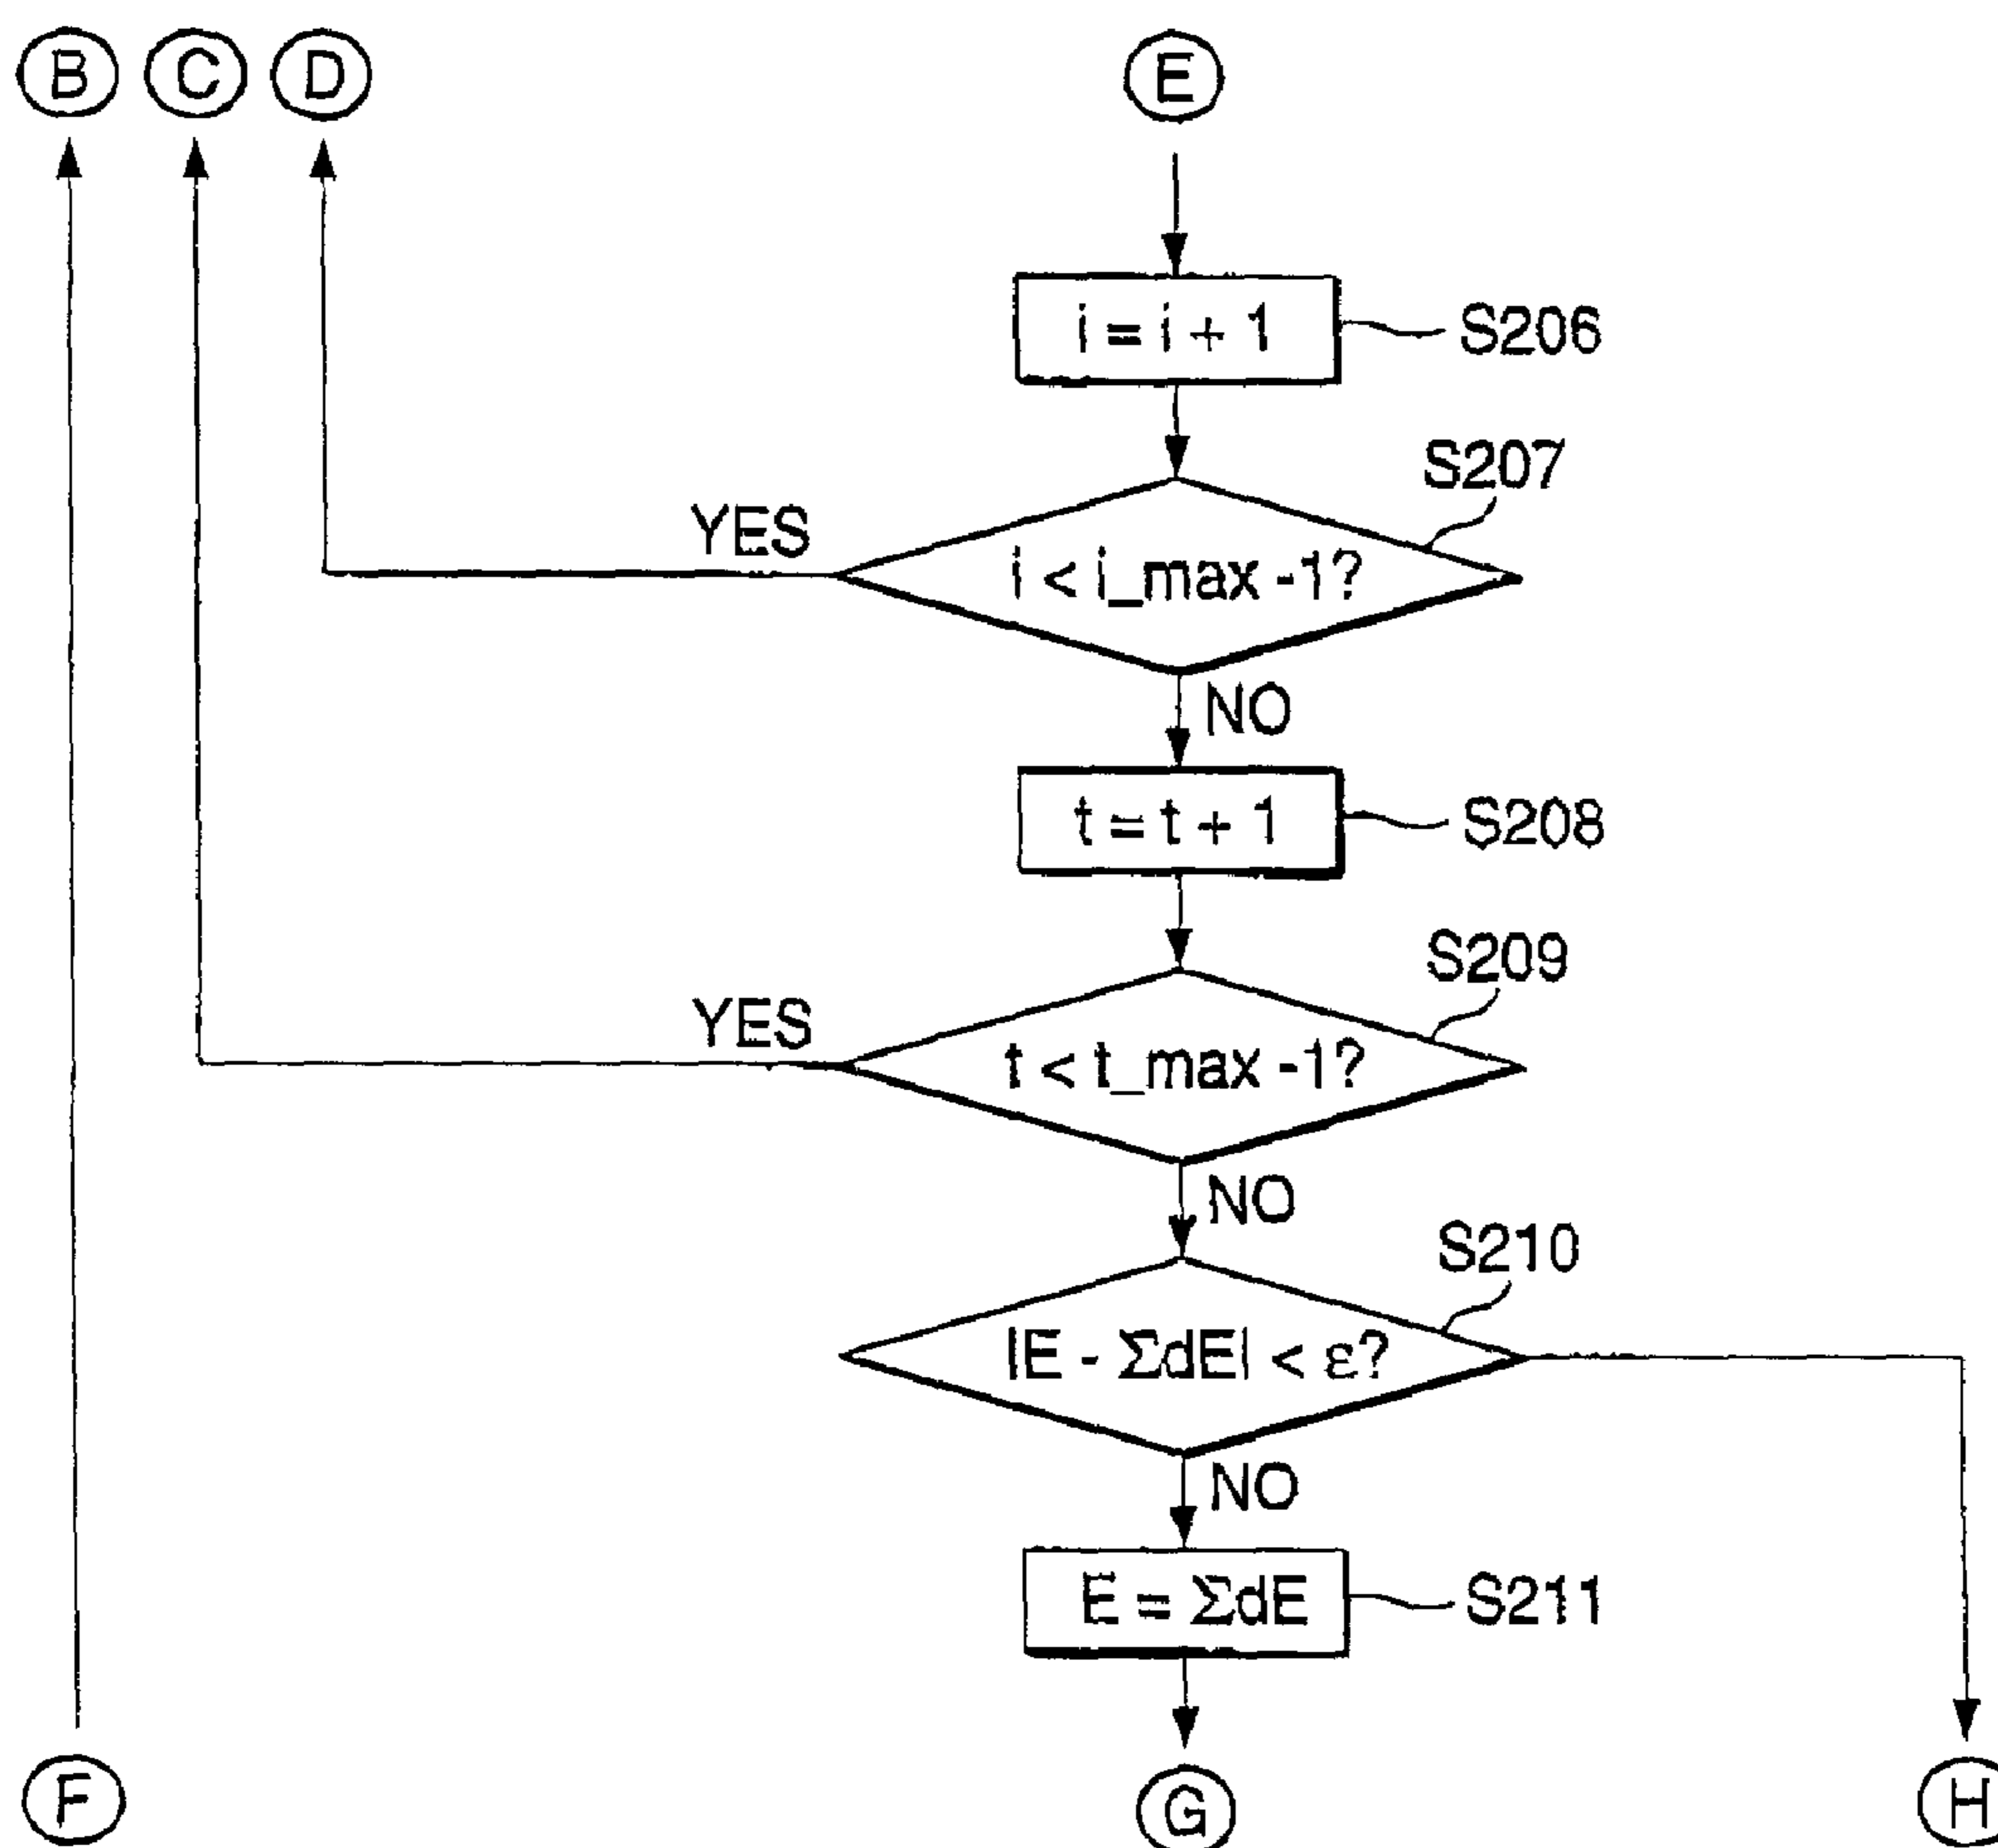 B C D E
i = i + 1 S206
S207
YES
i < i_max -1?
NO
t = t + 1 S208
S209
YES
t < t_max -1?
NO
S210
|E - ΣdE| < ε?
NO
E = ΣdE S211
F G H